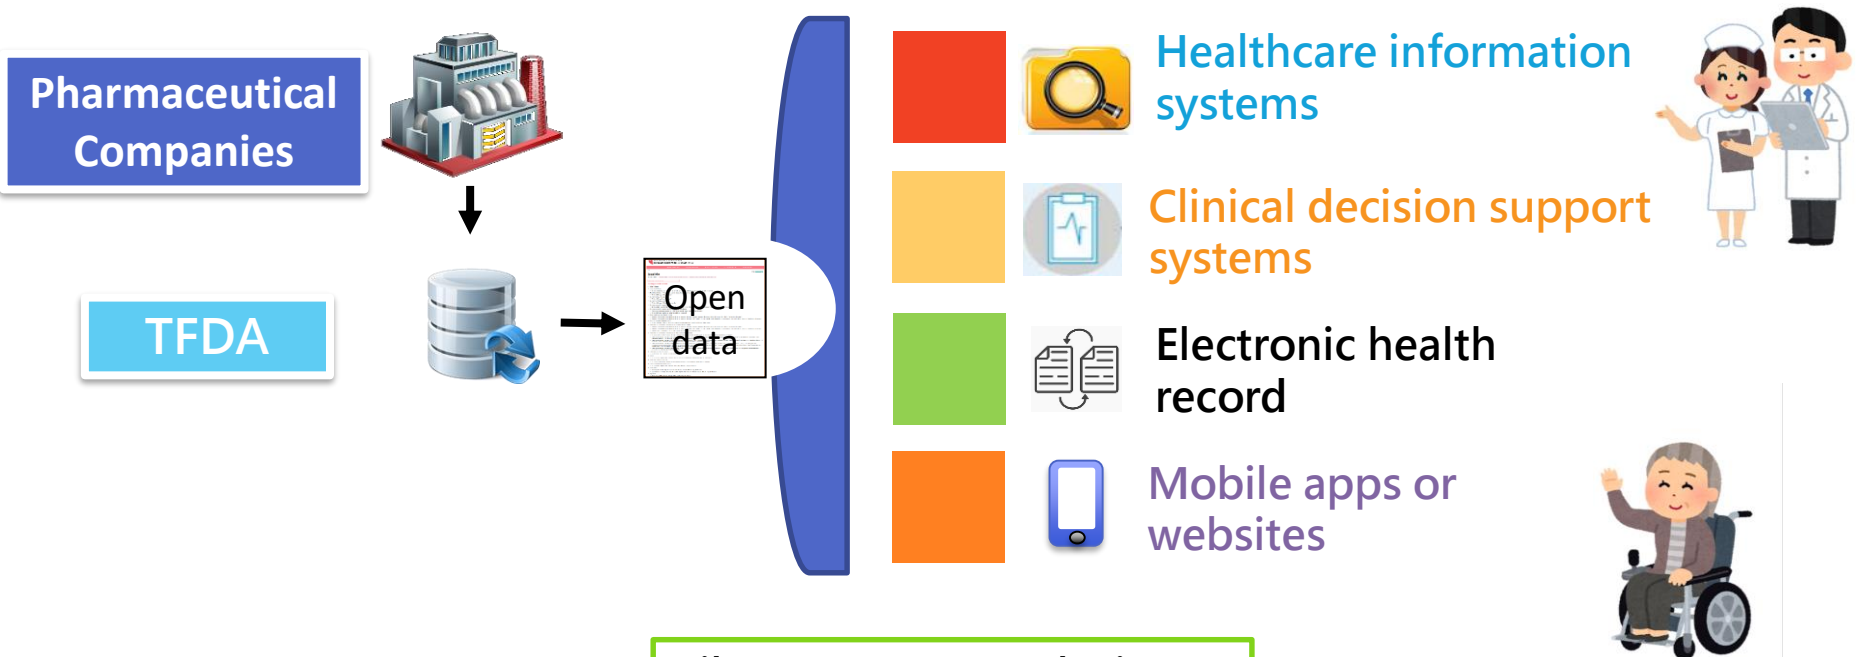 Pharmaceutical
Companies
TFDA
Open
data
Healthcare information
systems
Clinical decision support
systems
Electronic health
record
Mobile apps or
websites